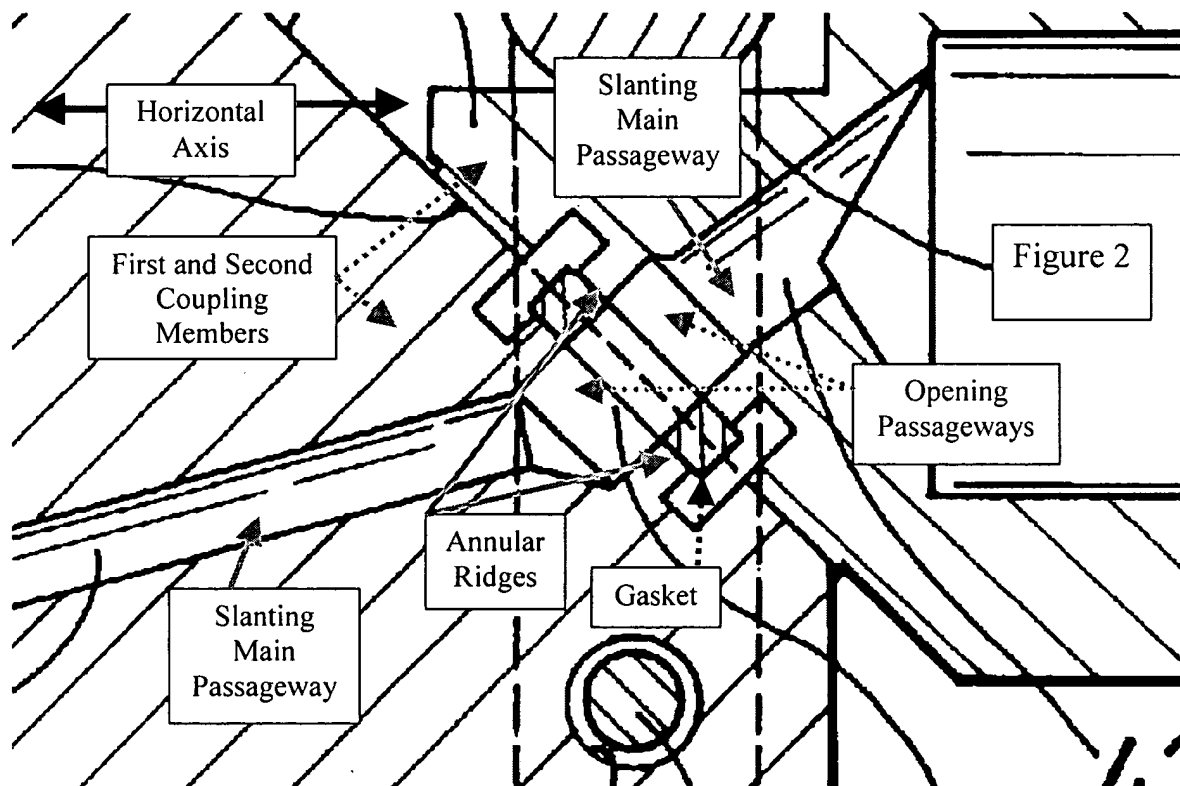 Horizontal
Axis
Slanting
Main
Passageway
First and Second
Coupling
Members
Figure 2
Opening
Passageways
Annular
Ridges
Gasket
Slanting
Main
Passageway